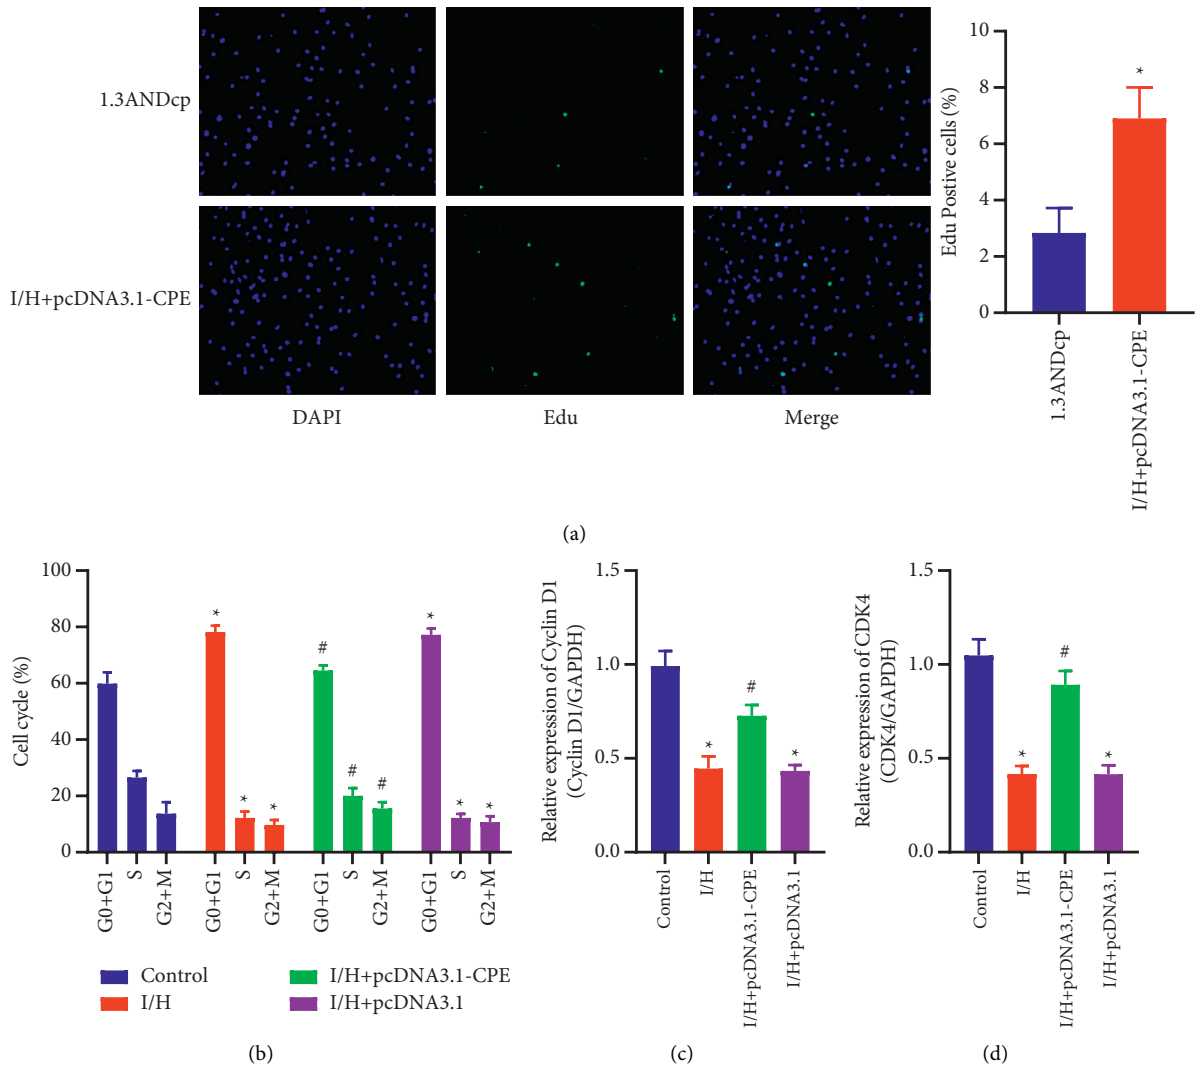 1.3ANDcp
I/H+pcDNA3.1-CPE
DAPI
Edu
Merge
Edu Postive cells (%)
10
8
6
4
2
0
*
1.3ANDcp
I/H+pcDNA3.1-CPE
(a)
Cell cycle (%)
100
80
60
40
20
0
*
*
*
#
#
#
*
*
*
G0+G1
S
G2+M
G0+G1
S
G2+M
G0+G1
S
G2+M
G0+G1
S
G2+M
Control
I/H
I/H+pcDNA3.1-CPE
I/H+pcDNA3.1
(b)
Relative expression of Cyclin D1
(Cyclin D1/GAPDH)
1.5
1.0
0.5
0.0
*
#
*
Control
I/H
I/H+pcDNA3.1-CPE
I/H+pcDNA3.1
(c)
Relative expression of CDK4
(CDK4/GAPDH)
1.5
1.0
0.5
0.0
*
#
*
Control
I/H
I/H+pcDNA3.1-CPE
I/H+pcDNA3.1
(d)